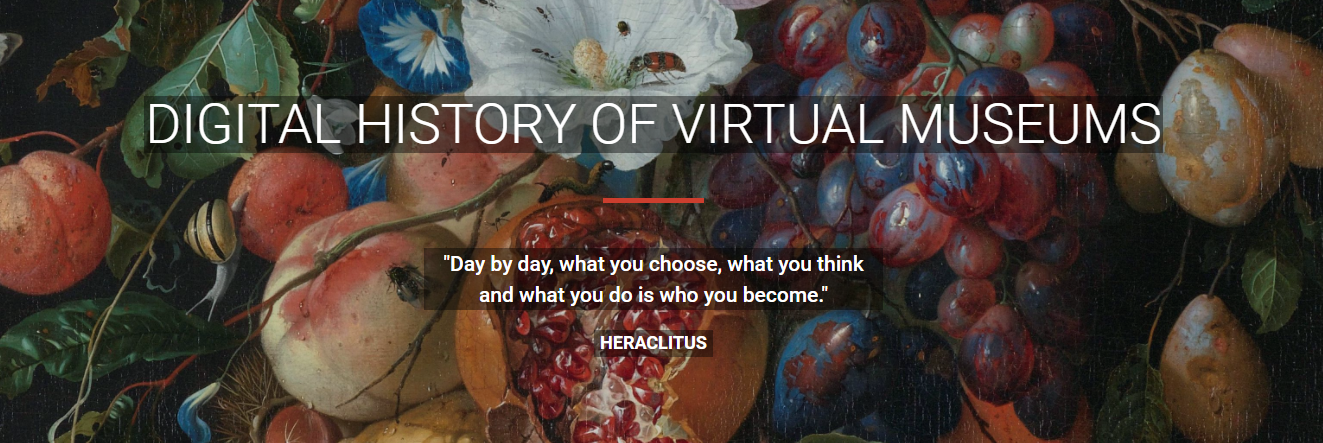 DIGITAL HISTORY OF VIRTUAL MUSEUMS
"Day by day, what you choose, what you think
and what you do is who you become."
HERACLITUS